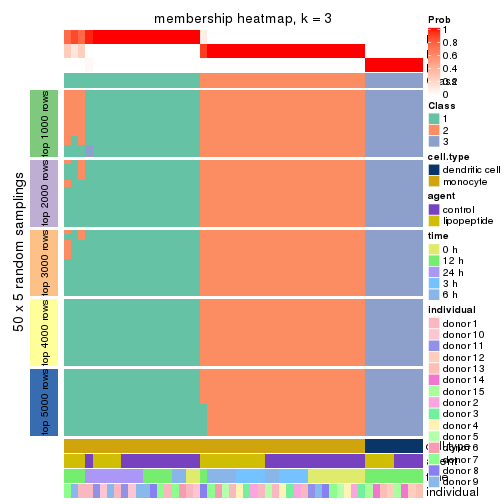 membership heatmap, k = 3
50 x 5 random samplings
top 1000 rows
top 2000 rows
top 3000 rows
top 4000 rows
top 5000 rows
Prob
1
0.8
0.6
0.4
0.2
0
Class
1
2
3
cell.type
dendritic cell
monocyte
agent
control
lipopeptide
time
0 h
12 h
24 h
3 h
6 h
individual
donor 1
donor 10
donor 11
donor 12
donor 13
donor 14
donor 15
donor 2
donor 3
donor 4
donor 5
donor 6
donor 7
donor 8
donor 9
individual